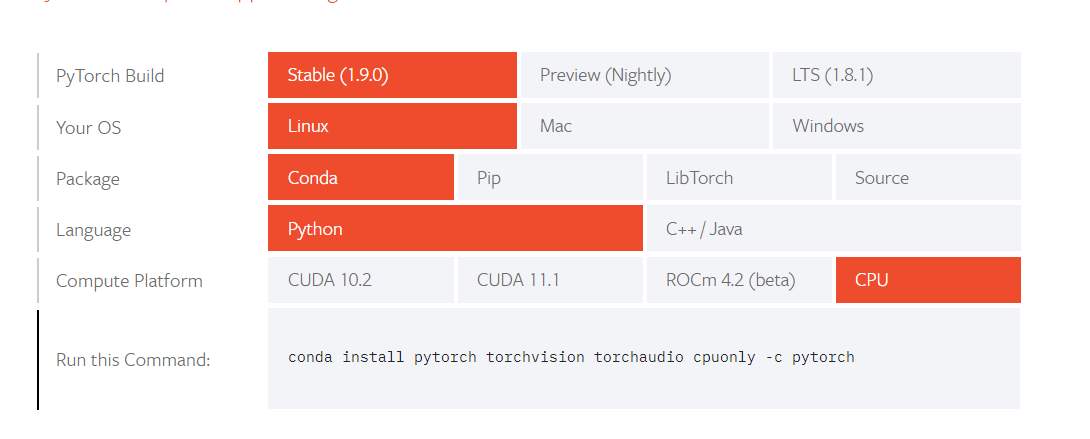 PyTorch Build
Stable (1.9.0)
Preview (Nightly)
LTS (1.8.1)
Your OS
Linux
Mac
Windows
Package
Conda
Pip
LibTorch
Source
Language
Python
C++ / Java
Compute Platform
CUDA 10.2
CUDA 11.1
ROCm 4.2 (beta)
CPU
Run this Command:
conda install pytorch torchvision torchaudio cpuonly -c pytorch